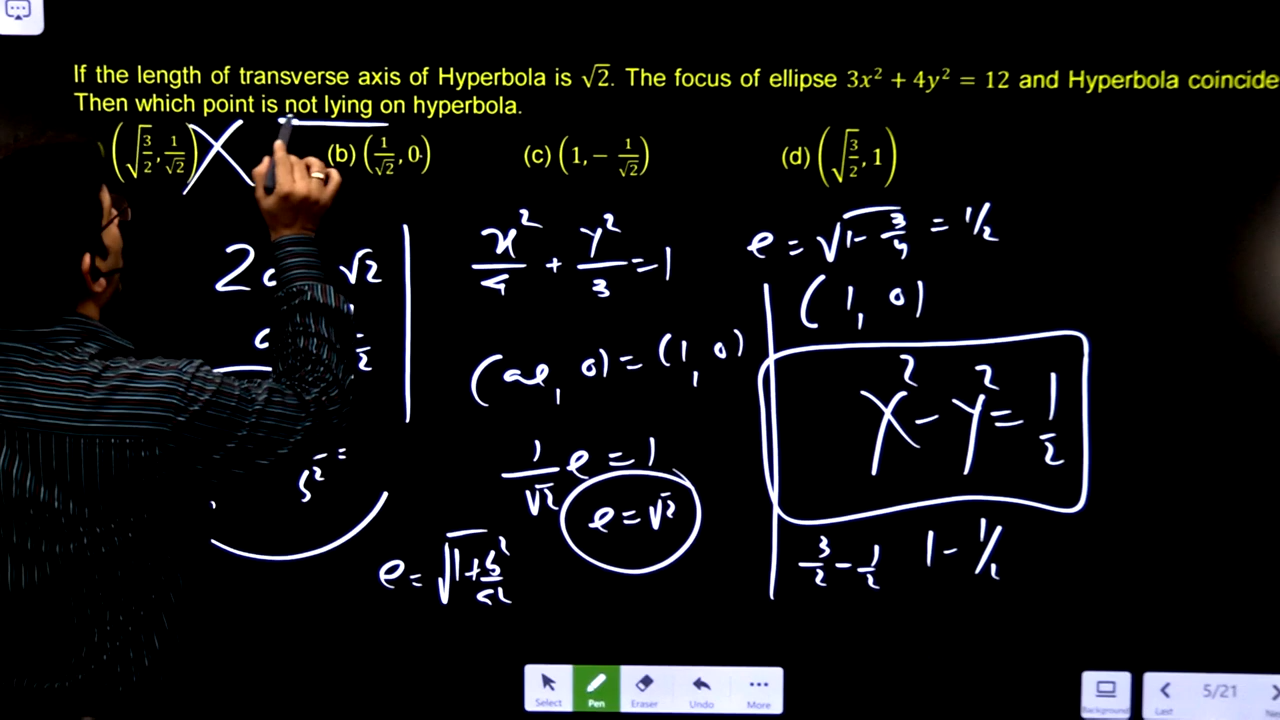 If the length of transverse axis of Hyperbola is √2. The focus of ellipse 3x² + 4y² = 12 and Hyperbola coincide
Then which point is not lying on hyperbola.
) (√3/2, 1/√2) (b) (1/√2, 0) (c) (1, − 1/√2) (d) (√3/2, 1)
2 √2
x²/4 + y²/3 = 1
e = √1 - 3/4 = 1/2
(1, 0)
(ae, 0) = (1, 0)
x² - y² = 1/2
1/√2 e = 1
e = √2
e = √1 + b²/a²
3/2 - 1/2 1 - 1/2
Select Pen Eraser Undo More
Background Last 5/21